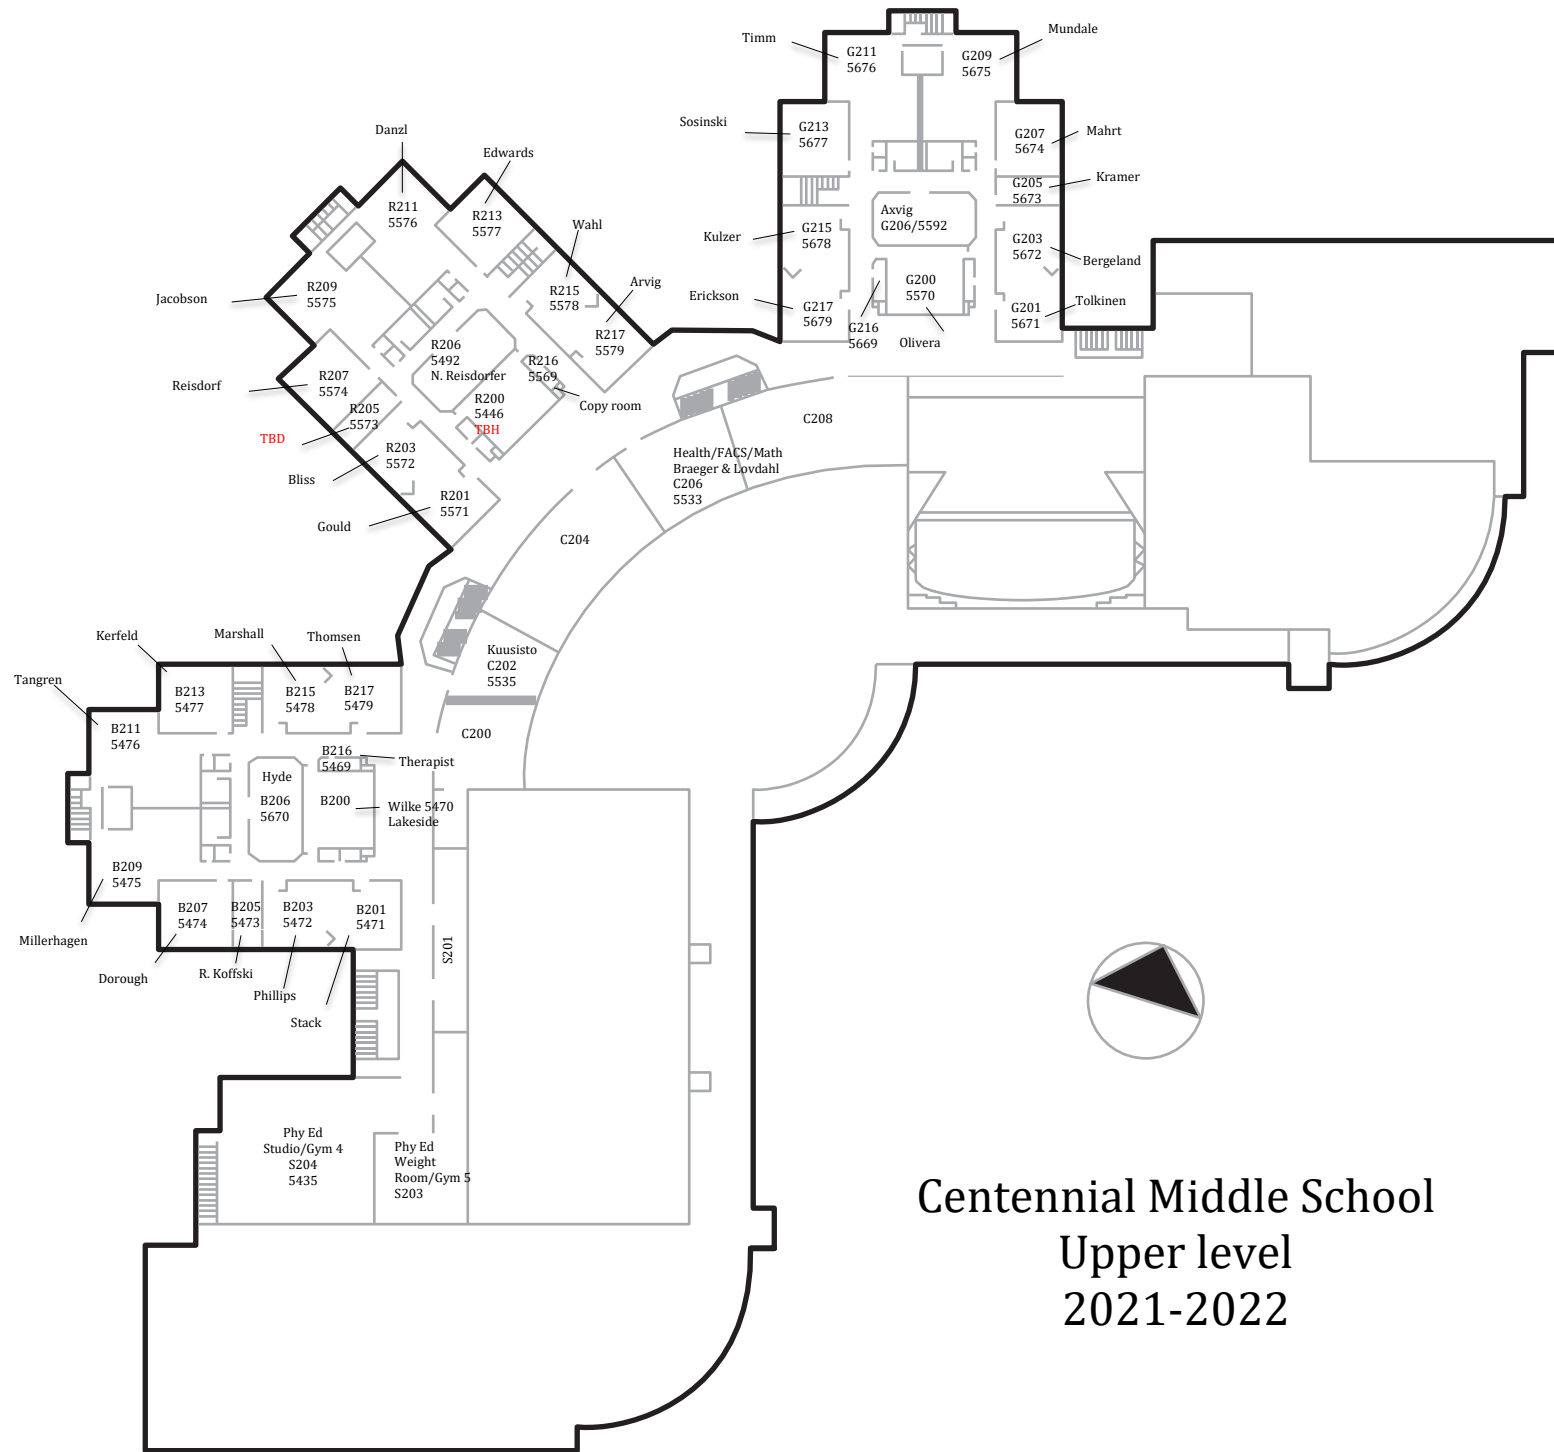 Timm
G211
5676
G209
5675
Mundale
Sosinski
G213
5677
G207
5674
Mahrt
G205
5673
Kramer
Axvig
G206/5592
Kulzer
G215
5678
G203
5672
Bergeland
Erickson
G217
5679
G216
5669
G200
5570
Olivera
G201
5671
Tolkinen
Danzl
R211
5576
Edwards
R213
5577
Wahl
R215
5578
Arvig
R217
5579
Jacobson
R209
5575
R206
5492
N. Reisdorfer
R216
5569
Copy room
Reisdorf
R207
5574
R205
5573
TBD
R200
5446
TBH
Bliss
R203
5572
Gould
R201
5571
C208
Health/FACS/Math
Braeger & Lovdahl
C206
5533
C204
Kuusisto
C202
5535
C200
Kerfeld
Marshall
Thomsen
Tangren
B213
5477
B215
5478
B217
5479
B211
5476
B216
5469
Therapist
Hyde
B206
5670
B200
Wilke 5470
Lakeside
B209
5475
B207
5474
B205
5473
B203
5472
B201
5471
Millerhagen
Dorough
R. Koffski
Phillips
Stack
S201
Phy Ed
Studio/Gym 4
S204
5435
Phy Ed
Weight
Room/Gym 5
S203
Centennial Middle School
Upper level
2021-2022